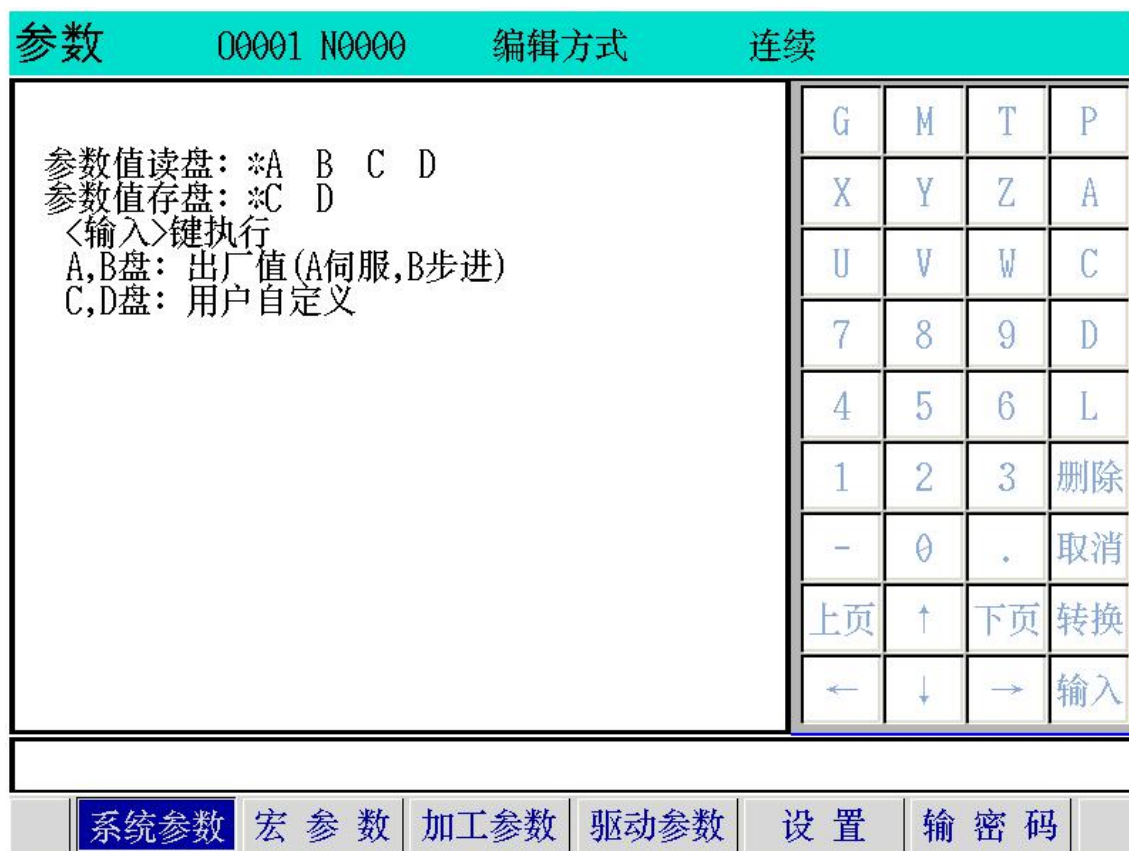 参数 O0001 N0000 编辑方式 连续
参数值读盘: *A B C D
参数值存盘: *C D
<输入>键执行
A,B盘: 出厂值(A伺服,B步进)
C,D盘: 用户自定义
G M T P
X Y Z A
U V W C
7 8 9 D
4 5 6 L
1 2 3 删除
- 0 . 取消
上页 ↑ 下页 转换
← ↓ → 输入
系统参数 宏参数 加工参数 驱动参数 设置 输密码